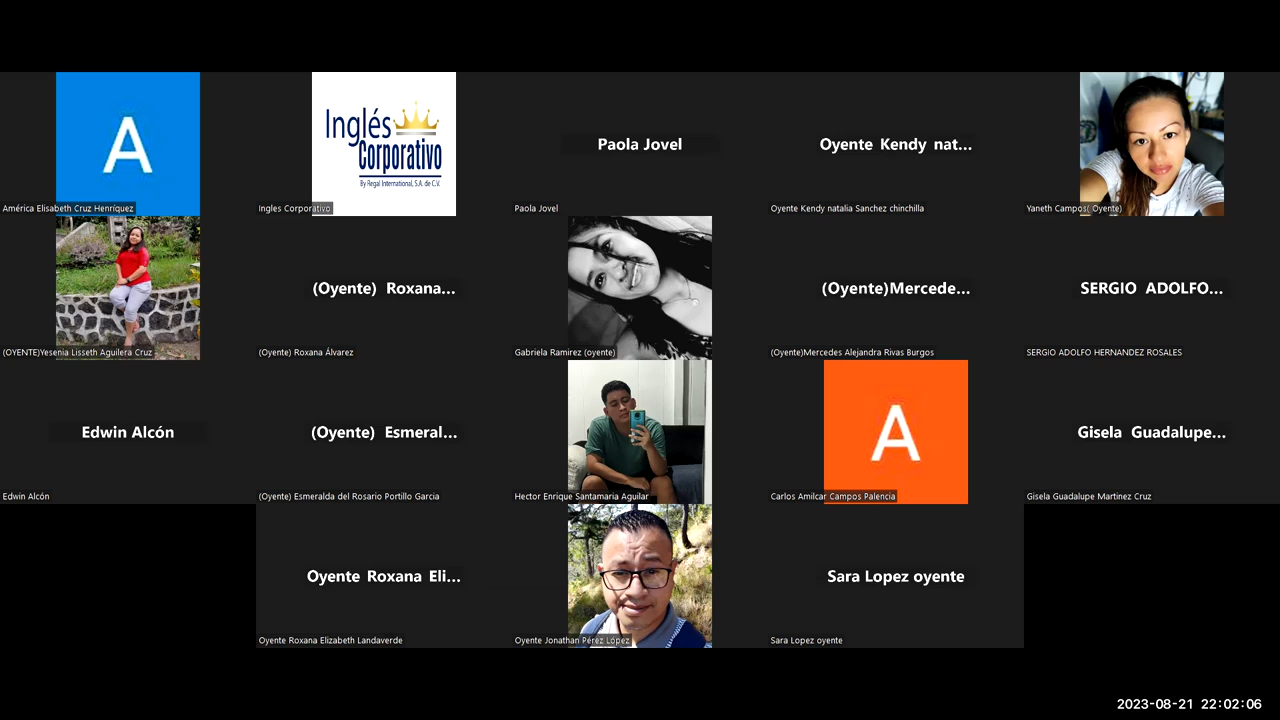 A
América Elisabeth Cruz Henríquez
Inglés
Corporativo
By Regal International, S.A. de C.V.
Ingles Corporativo
Paola Jovel
Paola Jovel
Oyente Kendy nat...
Oyente Kendy natalia Sanchez chinchilla
Yaneth Campos( Oyente)
(OYENTE)Yesenia Lisseth Aguilera Cruz
(Oyente) Roxana...
(Oyente) Roxana Álvarez
Gabriela Ramirez (oyente)
(Oyente)Mercede...
(Oyente)Mercedes Alejandra Rivas Burgos
SERGIO ADOLFO...
SERGIO ADOLFO HERNANDEZ ROSALES
Edwin Alcón
Edwin Alcón
(Oyente) Esmeral...
(Oyente) Esmeralda del Rosario Portillo Garcia
Hector Enrique Santamaria Aguilar
A
Carlos Amilcar Campos Palencia
Gisela Guadalupe...
Gisela Guadalupe Martinez Cruz
Oyente Roxana Eli...
Oyente Roxana Elizabeth Landaverde
Oyente Jonathan Pérez López
Sara Lopez oyente
Sara Lopez oyente
2023-08-21 22:02:06